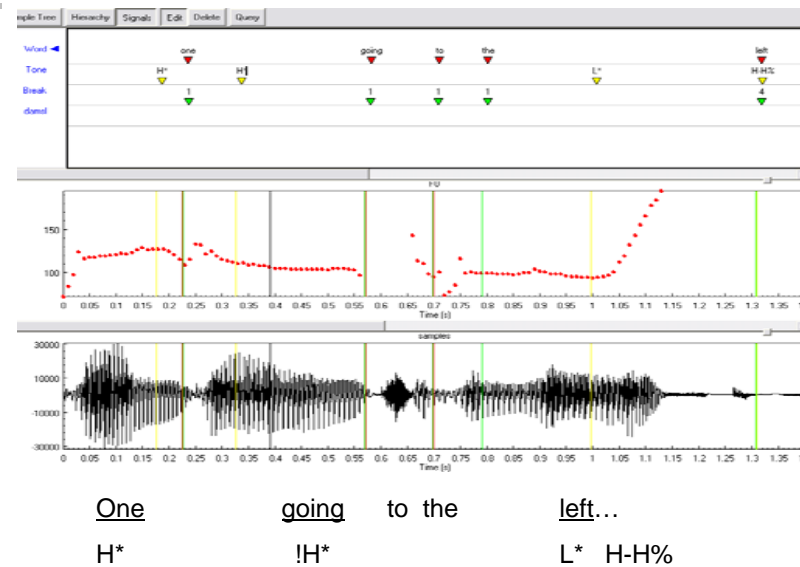 mple Tree Hierarchy Signals Edit Delete Query
Word one going to the left
Tone H* H! L* H-H%
Break 1 1 1 1 4
damsl
F0
150
100
0 0.05 0.1 0.15 0.2 0.25 0.3 0.35 0.4 0.45 0.5 0.55 0.6 0.65 0.7 0.75 0.8 0.85 0.9 0.95 1 1.05 1.1 1.15 1.2 1.25 1.3 1.35
Time (s)
samples
30000
10000
-10000
-30000
0 0.05 0.1 0.15 0.2 0.25 0.3 0.35 0.4 0.45 0.5 0.55 0.6 0.65 0.7 0.75 0.8 0.85 0.9 0.95 1 1.05 1.1 1.15 1.2 1.25 1.3 1.35
Time (s)
One going to the left…
H* !H* L* H-H%